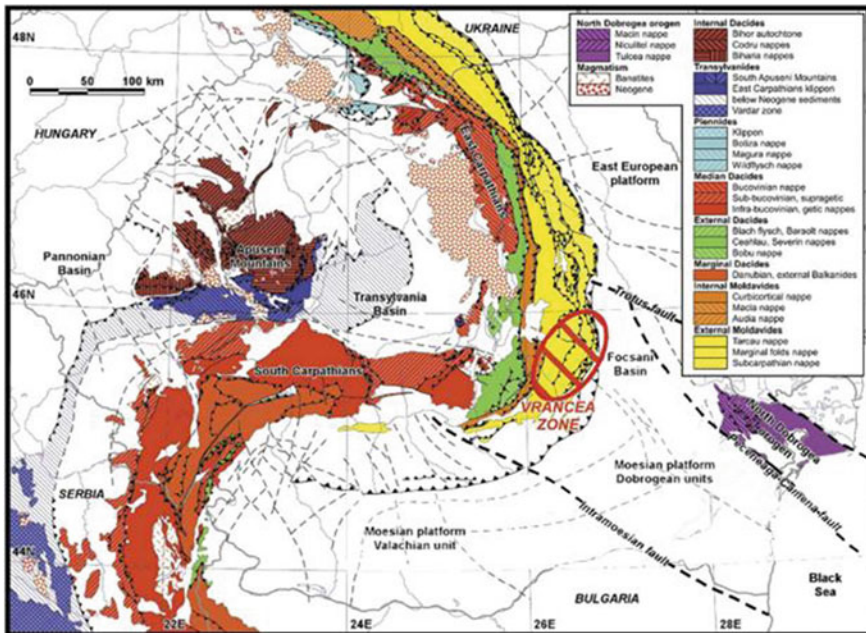 48N
UKRAINE
0 50 100 km
HUNGARY
East Carpathians
East European
platform
Apuseni
Mountains
Pannonian
Basin
46N
Transylvania
Basin
Trotus fault
Focsani
Basin
South Carpathians
VRANCEA
ZONE
North Dobrogea
orogen
Peceneaga-Camena fault
Moesian platform
Dobrogean units
SERBIA
Intramoesian fault
Moesian platform
Valachian unit
44N
Black
Sea
BULGARIA
22E
24E
26E
28E
North Dobrogea orogen
Macin nappe
Niculitel nappe
Tulcea nappe
Magmatism
Banatites
Neogene
Internal Dacides
Bihor autochtone
Codru nappes
Biharia nappes
Transylvanides
South Apuseni Mountains
East Carpathians klippen
below Neogene sediments
Vardar zone
Piennides
Klippen
Botiza nappe
Magura nappe
Wildflysch nappe
Median Dacides
Bucovinian nappe
Sub-bucovinian, supragetic
Infra-bucovinian, getic nappes
External Dacides
Blach flysch, Baraolt nappes
Ceahlau, Severin nappes
Bobu nappe
Marginal Dacides
Danubian, external Balkanides
Internal Moldavides
Curbicortical nappe
Macla nappe
Audia nappe
External Moldavides
Tarcau nappe
Marginal folds nappe
Subcarpathian nappe